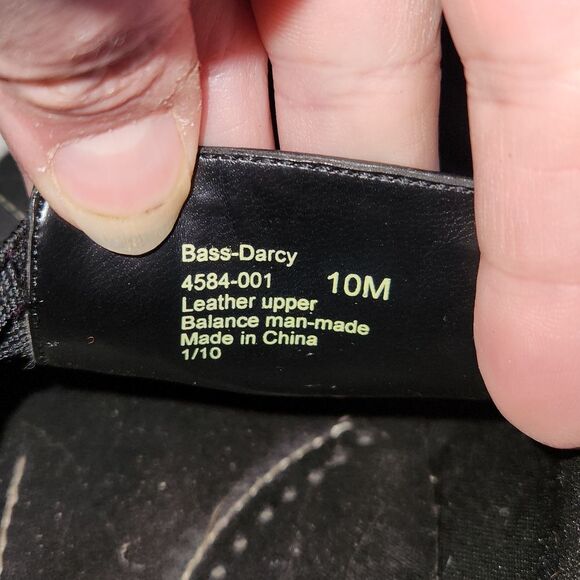 Bass-Darcy
4584-001 10M
Leather upper
Balance man-made
Made in China
1/10